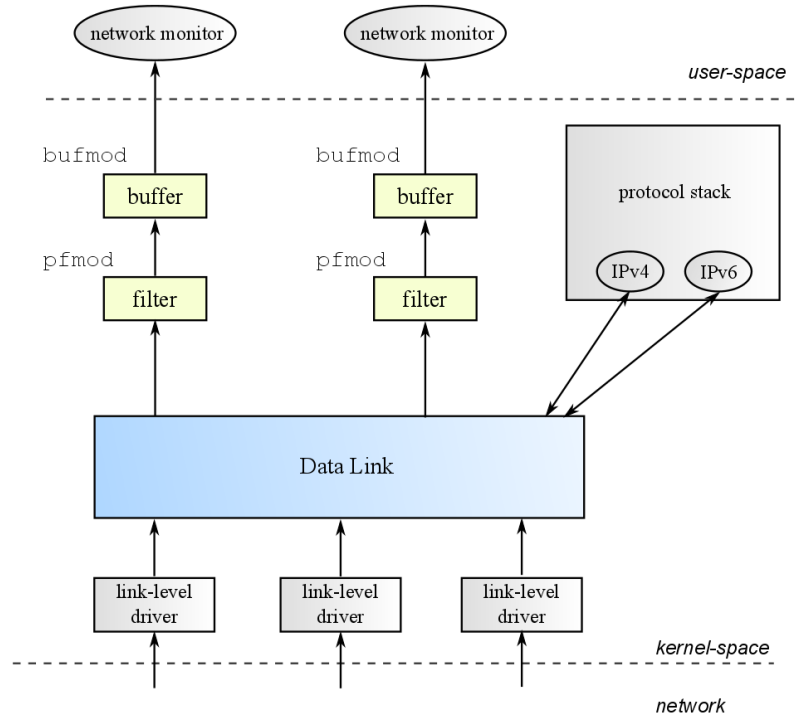 network monitor
network monitor
user-space
bufmod
bufmod
buffer
buffer
protocol stack
pfmod
pfmod
IPv4
IPv6
filter
filter
Data Link
link-level
driver
link-level
driver
link-level
driver
kernel-space
network